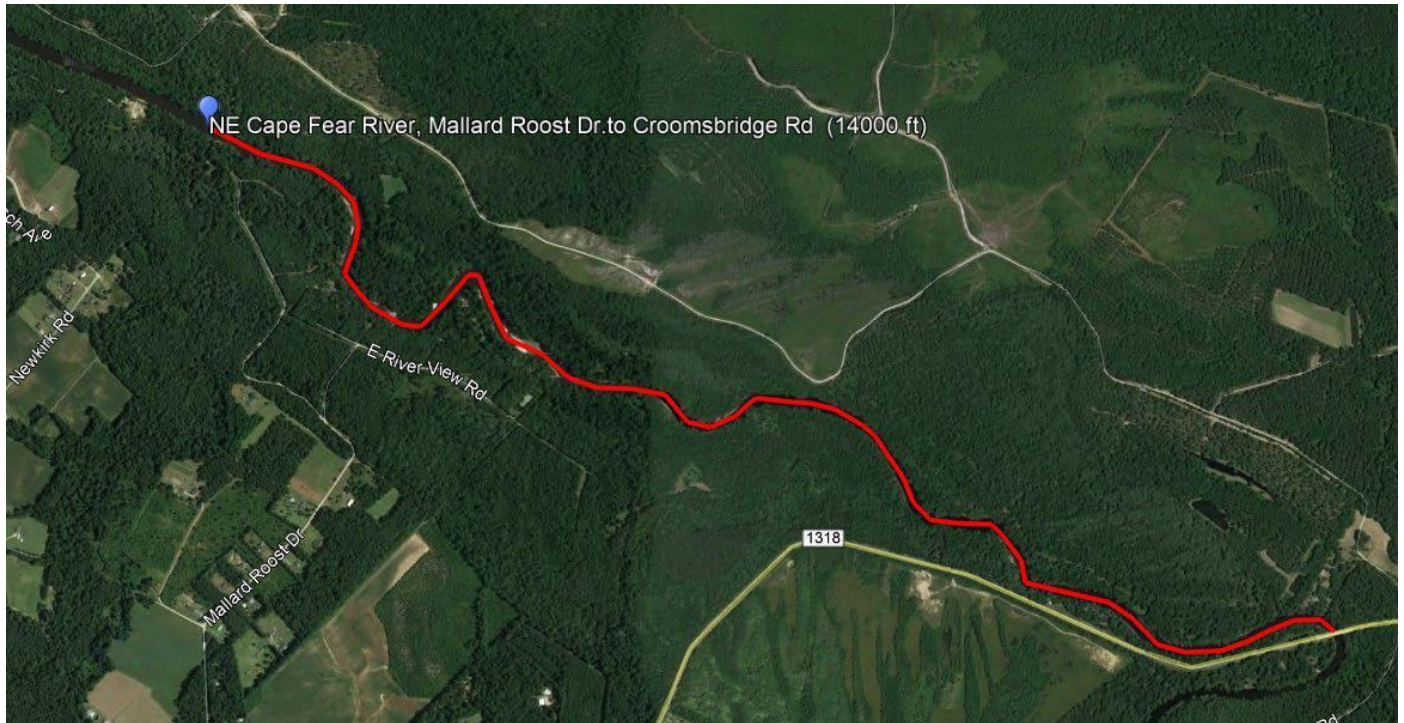 NE Cape Fear River, Mallard Roost Dr.to Croomsbridge Rd (14000 ft)
Newkirk Rd
E River View Rd
1318
Mallard Roost Dr
Rd